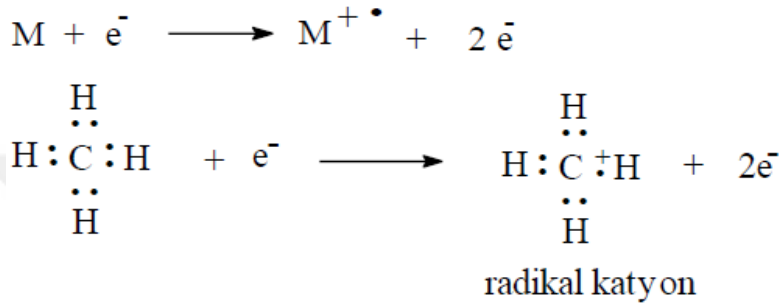 M + e⁻ ⟶ M⁺• + 2 e⁻
H H
H : C : H + e⁻ ⟶ H : C ⁺. H + 2e⁻
H H
radikal katyon